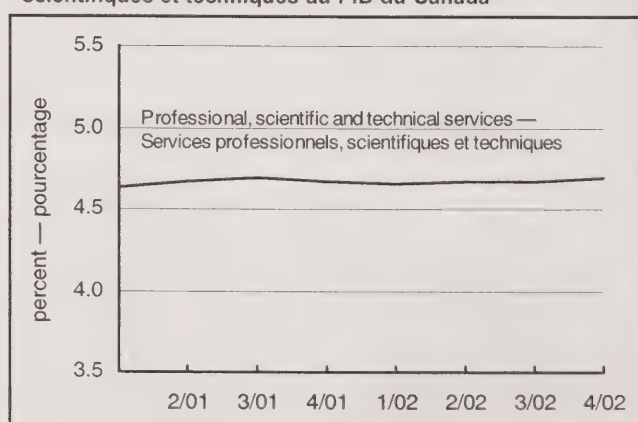 scientifiques et techniques au PIB du Canada
5.5
5.0
4.5
4.0
3.5
percent — pourcentage
Professional, scientific and technical services —
Services professionnels, scientifiques et techniques
2/01 3/01 4/01 1/02 2/02 3/02 4/02